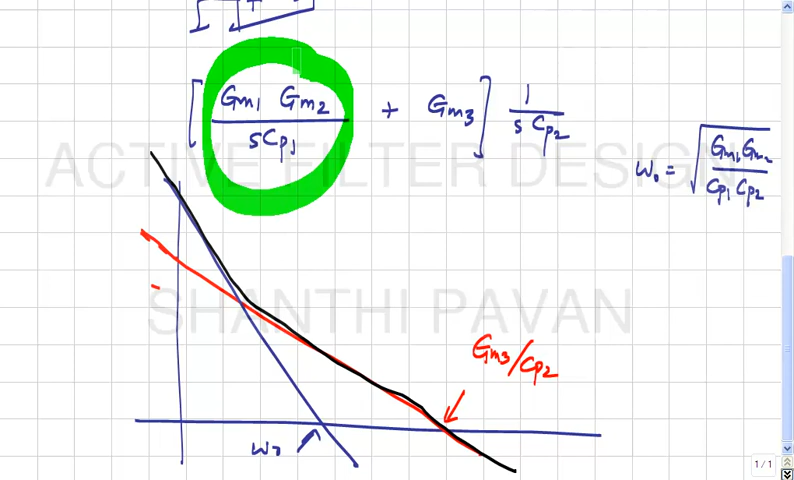 [ Gm1 Gm2 / sCp1 + Gm3 ] 1 / sCp2
ω₀ = √ Gm1 Gm2 / Cp1 Cp2
ACTIVE FILTER DESIGN
SHANTHI PAVAN
Gm3/Cp2
ω₀
1 / 1